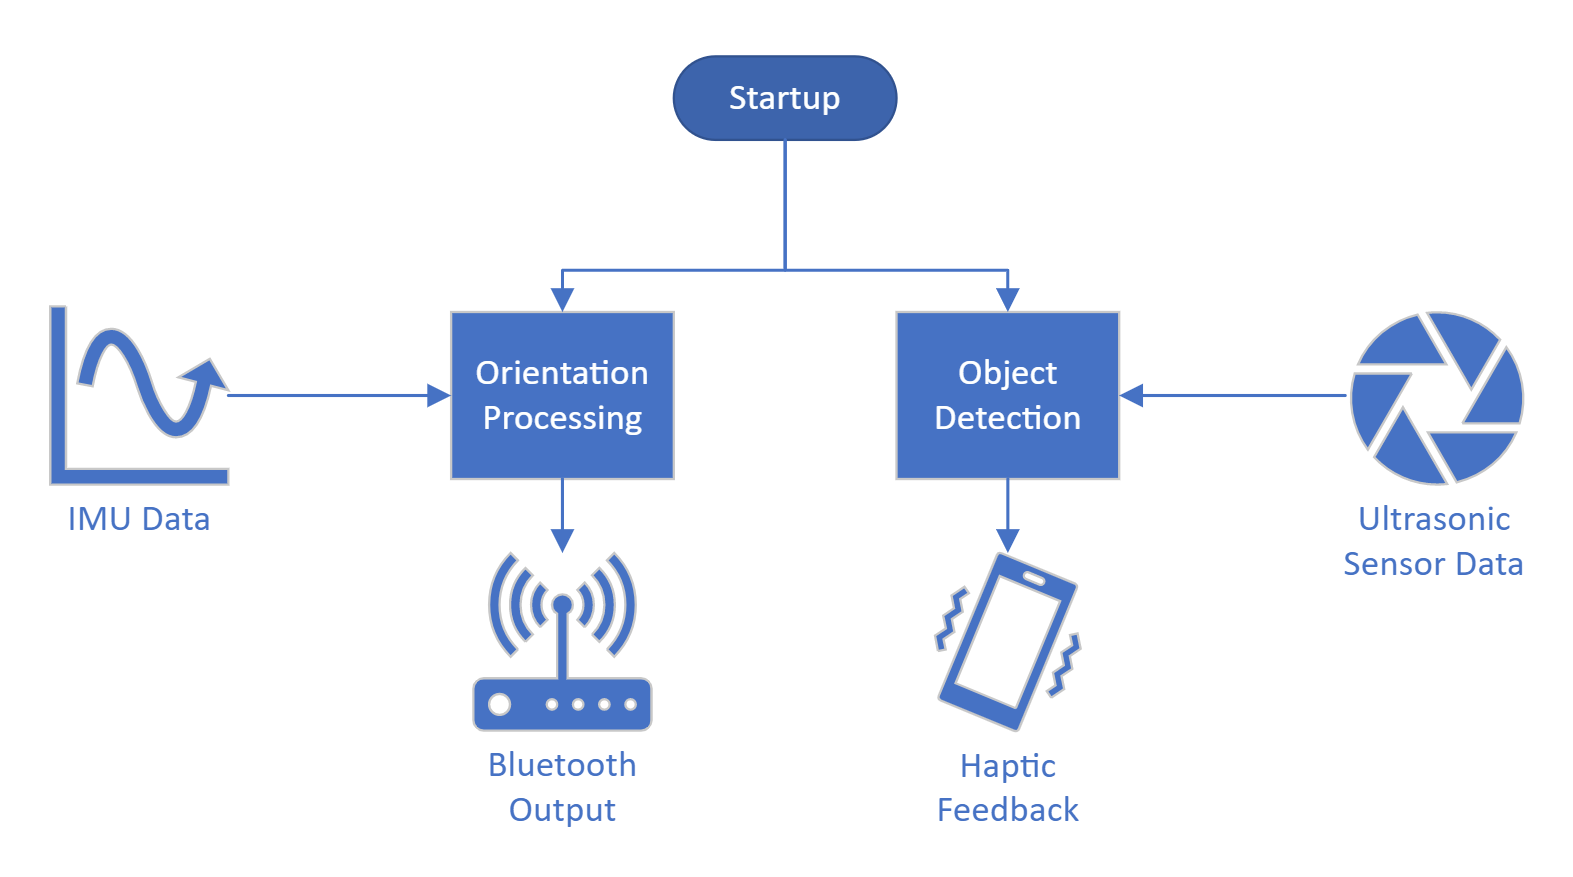 Startup
Orientation
Processing
Object
Detection
IMU Data
Ultrasonic
Sensor Data
Bluetooth
Output
Haptic
Feedback